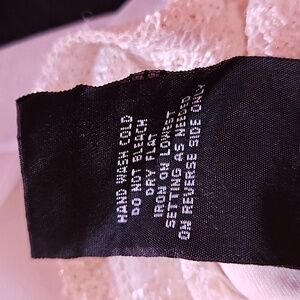 HAND WASH COLD
DO NOT BLEACH
DRY FLAT
IRON ON LOWEST
SETTING AS NEEDED
ON REVERSE SIDE ONLY